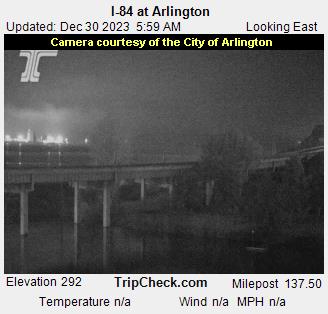 I-84 at Arlington
Updated: Dec 30 2023 5:59 AM Looking East
Camera courtesy of the City of Arlington
Elevation 292 TripCheck.com Milepost 137.50
Temperature n/a Wind n/a MPH n/a